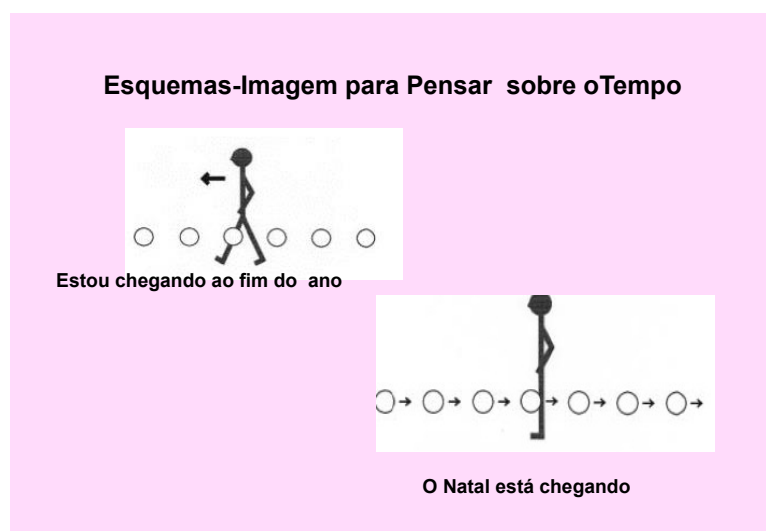 Esquemas-Imagem para Pensar sobre oTempo
Estou chegando ao fim do ano
O Natal está chegando